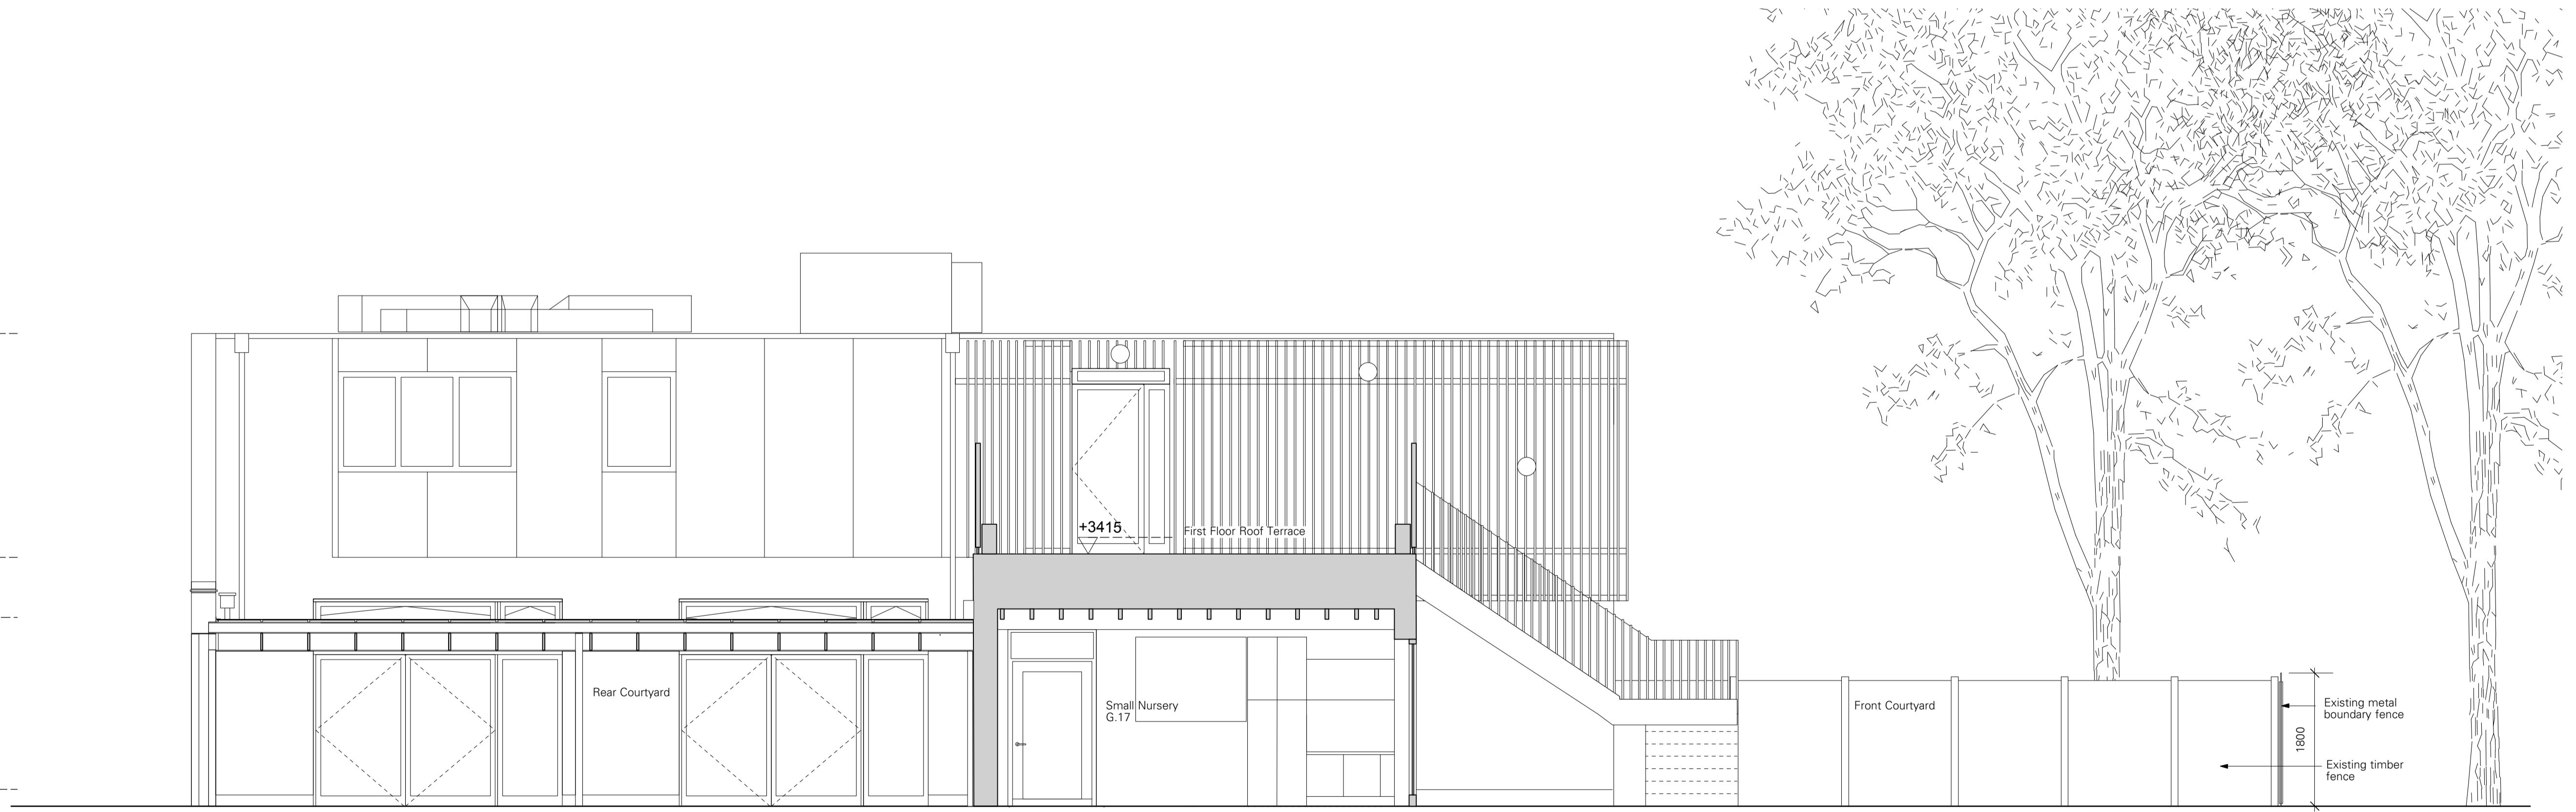 +3415
First Floor Roof Terrace
Rear Courtyard
Small Nursery
G.17
Front Courtyard
Existing metal
boundary fence
1800
Existing timber
fence